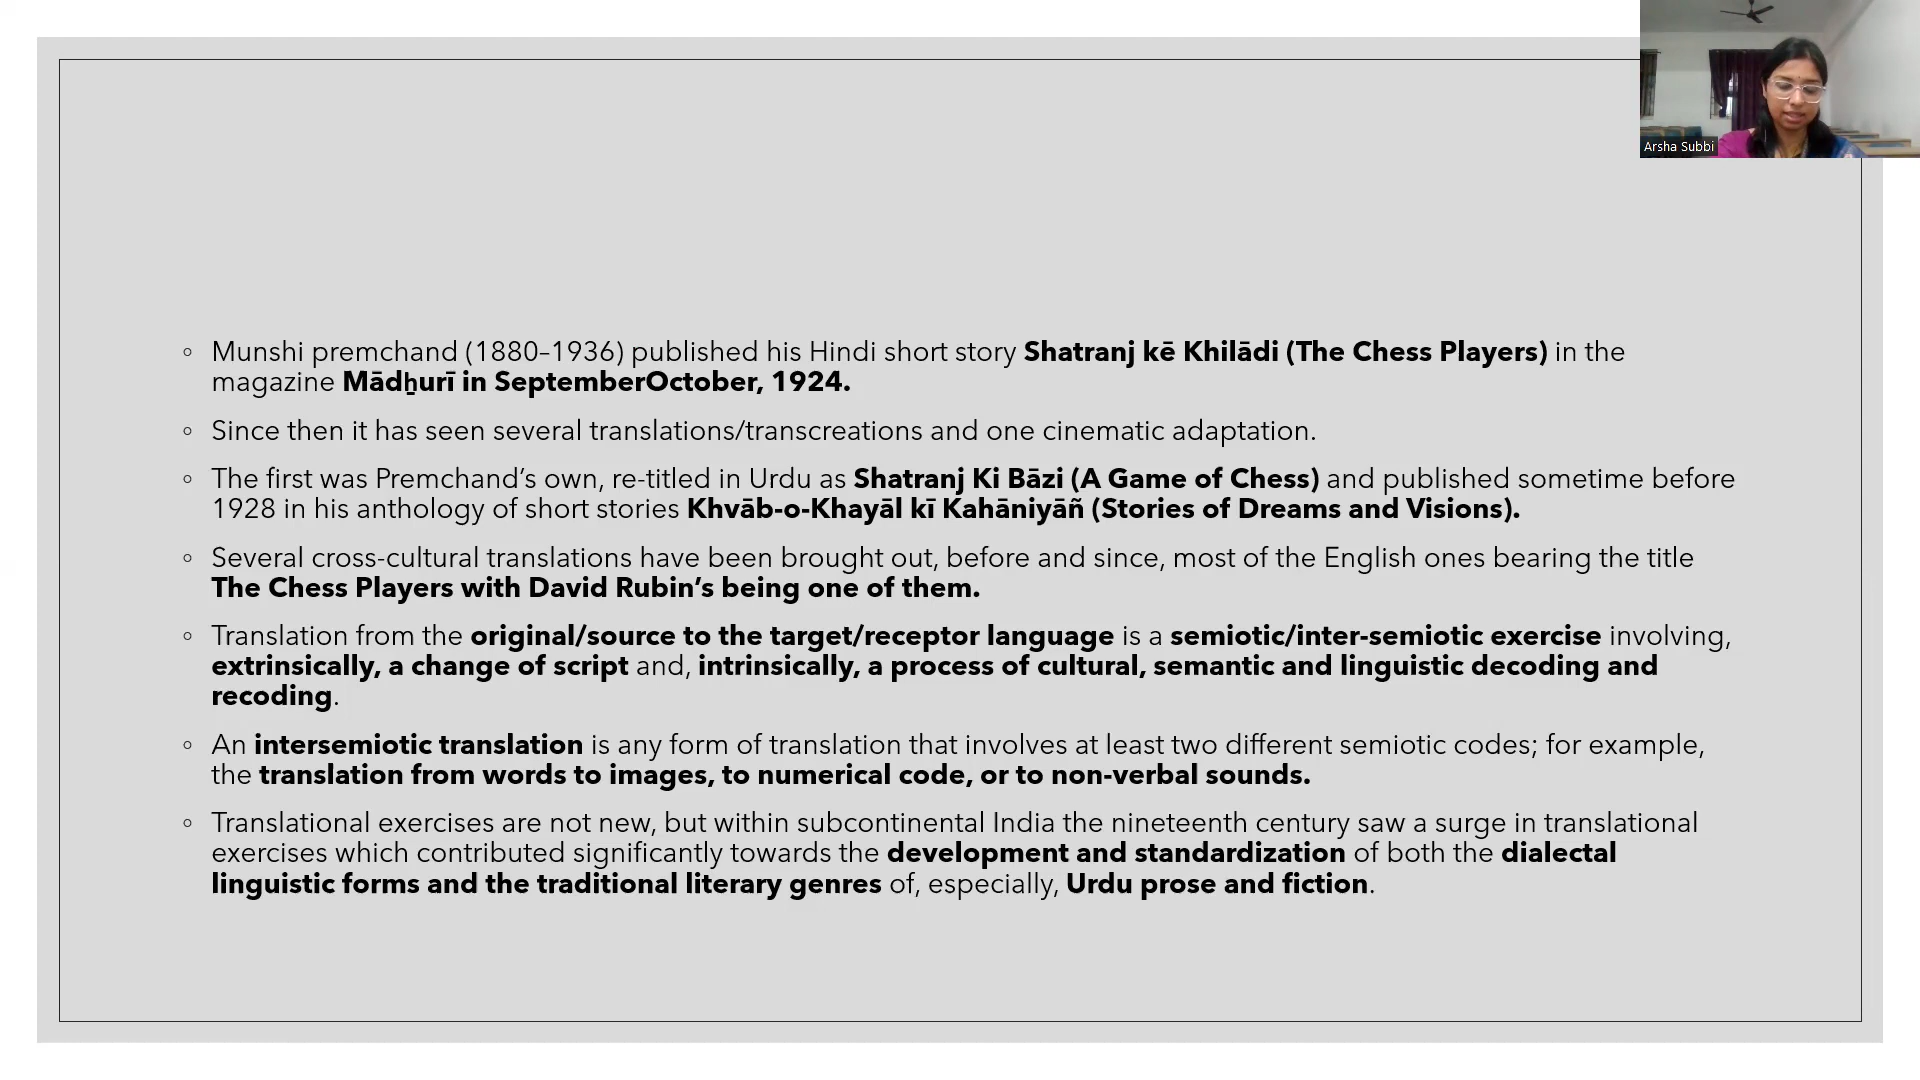 Arsha Subbi
◦ Munshi premchand (1880–1936) published his Hindi short story Shatranj kē Khilādi (The Chess Players) in the
magazine Mādẖurī in SeptemberOctober, 1924.
◦ Since then it has seen several translations/transcreations and one cinematic adaptation.
◦ The first was Premchand’s own, re-titled in Urdu as Shatranj Ki Bāzi (A Game of Chess) and published sometime before
1928 in his anthology of short stories Khvāb-o-Khayāl kī Kahāniyāñ (Stories of Dreams and Visions).
◦ Several cross-cultural translations have been brought out, before and since, most of the English ones bearing the title
The Chess Players with David Rubin’s being one of them.
◦ Translation from the original/source to the target/receptor language is a semiotic/inter-semiotic exercise involving,
extrinsically, a change of script and, intrinsically, a process of cultural, semantic and linguistic decoding and
recoding.
◦ An intersemiotic translation is any form of translation that involves at least two different semiotic codes; for example,
the translation from words to images, to numerical code, or to non-verbal sounds.
◦ Translational exercises are not new, but within subcontinental India the nineteenth century saw a surge in translational
exercises which contributed significantly towards the development and standardization of both the dialectal
linguistic forms and the traditional literary genres of, especially, Urdu prose and fiction.